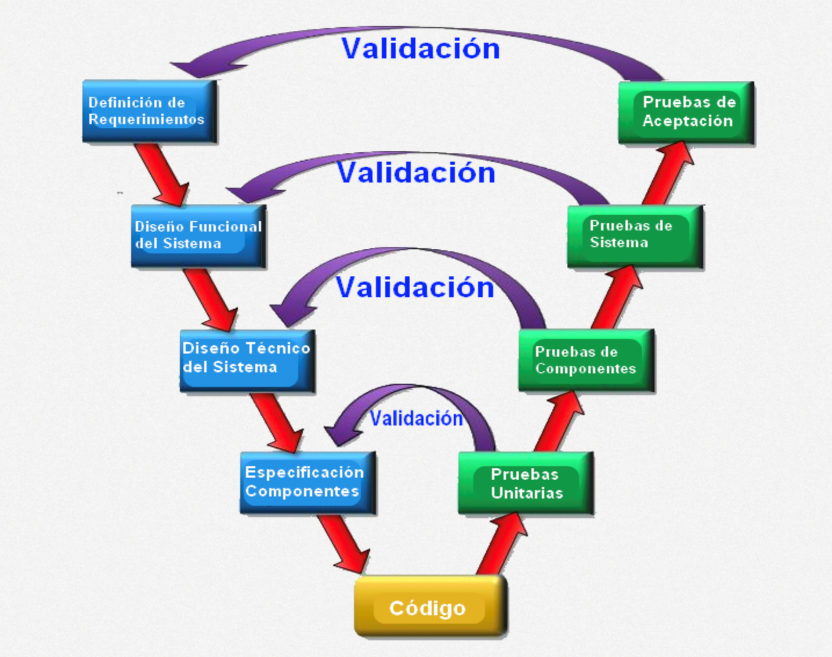 Validación
Definición de
Requerimientos
Pruebas de
Aceptación
Validación
Diseño Funcional
del Sistema
Pruebas de
Sistema
Validación
Diseño Técnico
del Sistema
Pruebas de
Componentes
Validación
Especificación
Componentes
Pruebas
Unitarias
Código